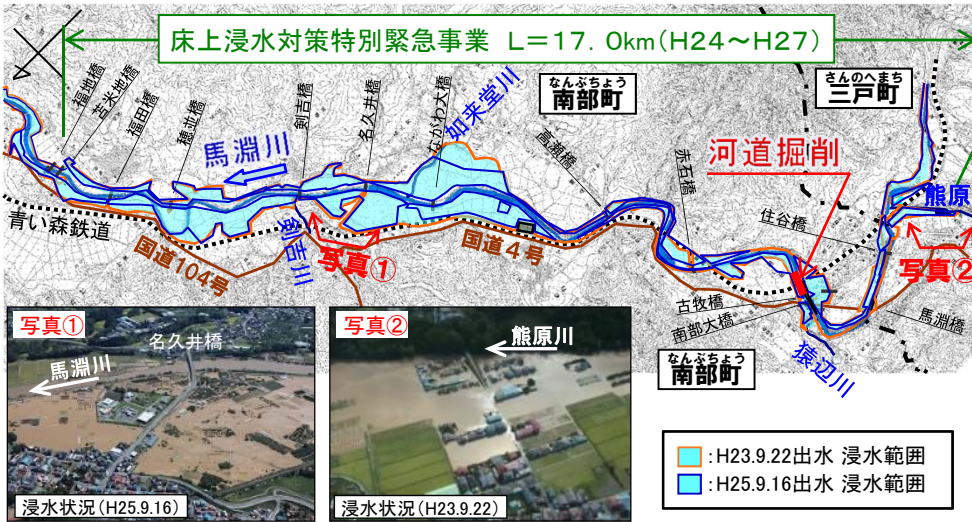 床上浸水対策特別緊急事業 L=17. 0km(H24~H27)
なんぶちょう
南部町
さんのへまち
三戸町
福地橋
苫米地橋
福田橋
穂並橋
剣吉橋
名久井橋
ながわ大橋
如来堂川
高瀬橋
赤石橋
河道掘削
住谷橋
熊原
馬淵川
青い森鉄道
国道104号
剣吉川
写真①
国道4号
写真②
古牧橋
南部大橋
馬淵橋
猿辺川
なんぶちょう
南部町
写真①
名久井橋
馬淵川
浸水状況(H25.9.16)
写真②
熊原川
浸水状況(H23.9.22)
:H23.9.22出水 浸水範囲
:H25.9.16出水 浸水範囲